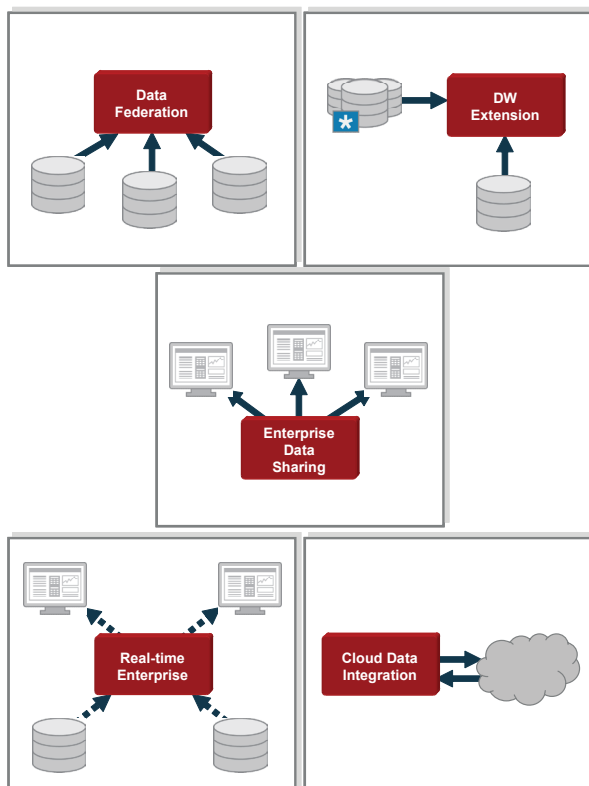 Data
Federation
DW
Extension
*
Enterprise
Data
Sharing
Real-time
Enterprise
Cloud Data
Integration